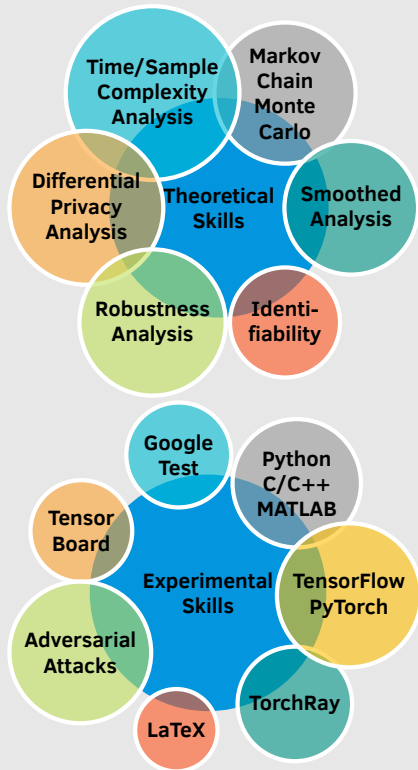 Time/Sample
Complexity
Analysis
Markov
Chain
Monte
Carlo
Differential
Privacy
Analysis
Theoretical
Skills
Smoothed
Analysis
Robustness
Analysis
Identi-
fiability
Google
Test
Python
C/C++
MATLAB
Tensor
Board
Experimental
Skills
TensorFlow
PyTorch
Adversarial
Attacks
TorchRay
LaTeX